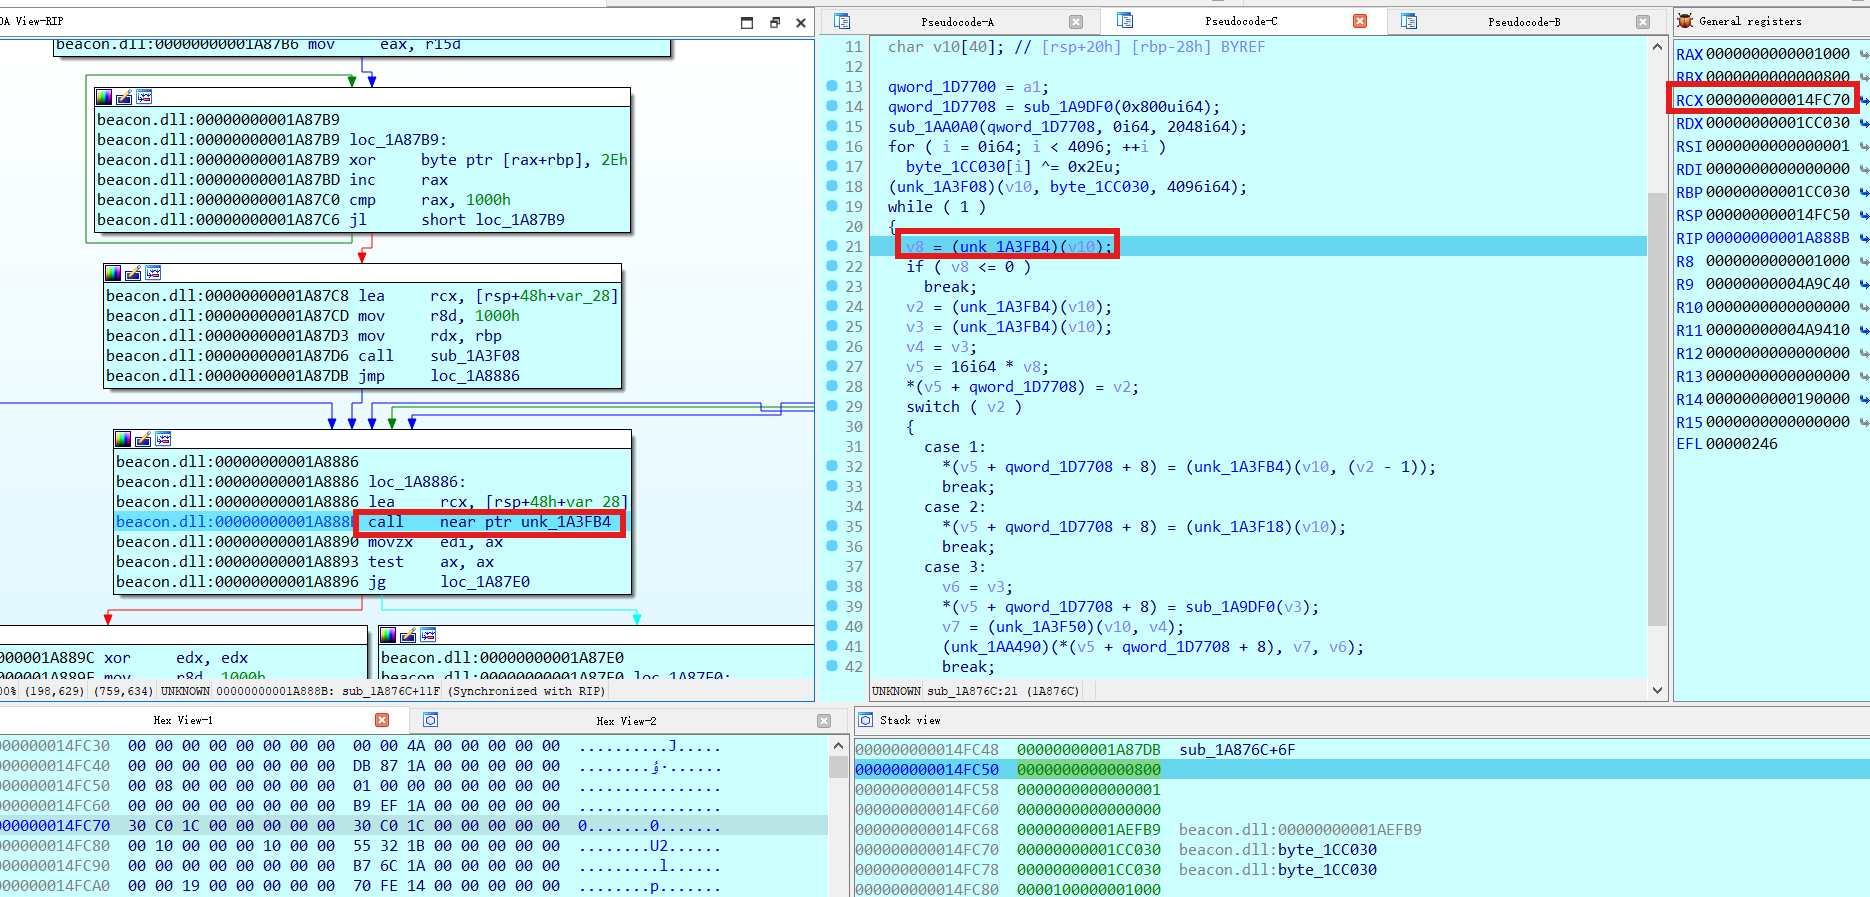 DA View-RIP
beacon.dll:00000000001A87B6 mov eax, r15d
beacon.dll:00000000001A87B9
beacon.dll:00000000001A87B9 loc_1A87B9:
beacon.dll:00000000001A87B9 xor byte ptr [rax+rbp], 2Eh
beacon.dll:00000000001A87BD inc rax
beacon.dll:00000000001A87C0 cmp rax, 1000h
beacon.dll:00000000001A87C6 jl short loc_1A87B9
beacon.dll:00000000001A87C8 lea rcx, [rsp+48h+var_28]
beacon.dll:00000000001A87CD mov r8d, 1000h
beacon.dll:00000000001A87D3 mov rdx, rbp
beacon.dll:00000000001A87D6 call sub_1A3F08
beacon.dll:00000000001A87DB jmp loc_1A8886
beacon.dll:00000000001A8886
beacon.dll:00000000001A8886 loc_1A8886:
beacon.dll:00000000001A8886 lea rcx, [rsp+48h+var_28]
beacon.dll:00000000001A888B call near ptr unk_1A3FB4
beacon.dll:00000000001A8890 movzx edi, ax
beacon.dll:00000000001A8893 test ax, ax
beacon.dll:00000000001A8896 jg loc_1A87E0
000001A889C xor edx, edx
000001A889E mov r8d, 1000h
beacon.dll:00000000001A87E0
beacon.dll:00000000001A87E0 loc_1A87E0:
00% (198,629) (759,634) UNKNOWN 00000000001A888B: sub_1A876C+11F (Synchronized with RIP)
Pseudocode-A
Pseudocode-C
Pseudocode-B
11 char v10[40]; // [rsp+20h] [rbp-28h] BYREF
12
13 qword_1D7700 = a1;
14 qword_1D7708 = sub_1A9DF0(0x800ui64);
15 sub_1AA0A0(qword_1D7708, 0i64, 2048i64);
16 for ( i = 0i64; i < 4096; ++i )
17 byte_1CC030[i] ^= 0x2Eu;
18 (unk_1A3F08)(v10, byte_1CC030, 4096i64);
19 while ( 1 )
20 {
21 v8 = (unk_1A3FB4)(v10);
22 if ( v8 <= 0 )
23 break;
24 v2 = (unk_1A3FB4)(v10);
25 v3 = (unk_1A3FB4)(v10);
26 v4 = v3;
27 v5 = 16i64 * v8;
28 *(v5 + qword_1D7708) = v2;
29 switch ( v2 )
30 {
31 case 1:
32 *(v5 + qword_1D7708 + 8) = (unk_1A3FB4)(v10, (v2 - 1));
33 break;
34 case 2:
35 *(v5 + qword_1D7708 + 8) = (unk_1A3F18)(v10);
36 break;
37 case 3:
38 v6 = v3;
39 *(v5 + qword_1D7708 + 8) = sub_1A9DF0(v3);
40 v7 = (unk_1A3F50)(v10, v4);
41 (unk_1AA490)(*(v5 + qword_1D7708 + 8), v7, v6);
42 break;
UNKNOWN sub_1A876C:21 (1A876C)
General registers
RAX 0000000000001000
RBX 0000000000000800
RCX 000000000014FC70
RDX 00000000001CC030
RSI 0000000000000001
RDI 0000000000000000
RBP 00000000001CC030
RSP 000000000014FC50
RIP 00000000001A888B
R8 0000000000001000
R9 00000000004A9C40
R10 0000000000000000
R11 00000000004A9410
R12 0000000000000000
R13 0000000000000000
R14 0000000000190000
R15 0000000000000000
EFL 00000246
Hex View-1
Hex View-2
000000014FC30 00 00 00 00 00 00 00 00 00 00 4A 00 00 00 00 00 ..........J.....
000000014FC40 DB 87 1A 00 00 00 00 00
000000014FC50 00 08 00 00 00 00 00 00 01 00 00 00 00 00 00 00 ................
000000014FC60 00 00 00 00 00 00 00 00 B9 EF 1A 00 00 00 00 00 ................
000000014FC70 30 C0 1C 00 00 00 00 00 30 C0 1C 00 00 00 00 00 0.......0.......
000000014FC80 00 10 00 00 00 10 00 00 55 32 1B 00 00 00 00 00 ........U2......
000000014FC90 00 00 00 00 00 00 00 00 B7 6C 1A 00 00 00 00 00 .........l......
000000014FCA0 00 00 19 00 00 00 00 00 70 FE 14 00 00 00 00 00 ........p.......
Stack view
000000000014FC48 00000000001A87DB sub_1A876C+6F
000000000014FC50 0000000000000800
000000000014FC58 0000000000000001
000000000014FC60 0000000000000000
000000000014FC68 00000000001AEFB9 beacon.dll:00000000001AEFB9
000000000014FC70 00000000001CC030 beacon.dll:byte_1CC030
000000000014FC78 00000000001CC030 beacon.dll:byte_1CC030
000000000014FC80 0000100000001000